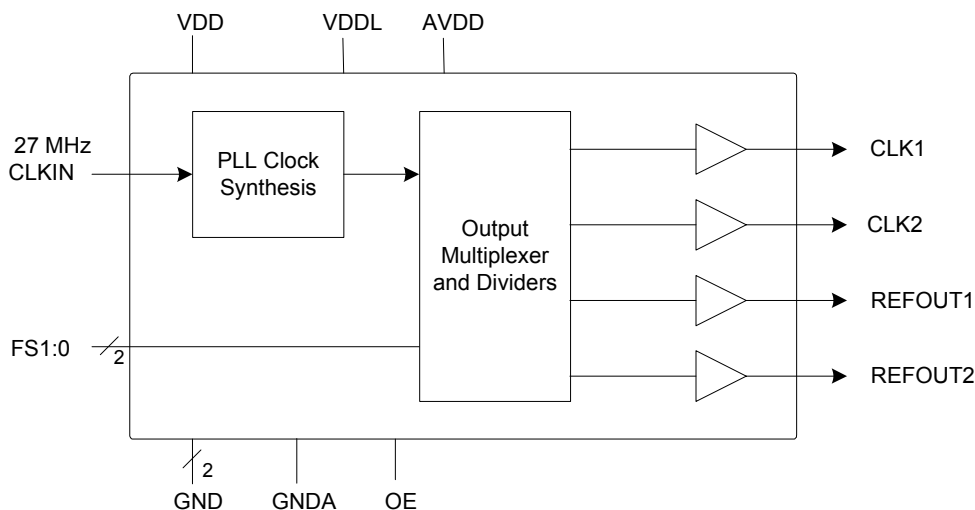 VDD
VDDL
AVDD
27 MHz
CLKIN
PLL Clock
Synthesis
Output
Multiplexer
and Dividers
CLK1
CLK2
REFOUT1
REFOUT2
FS1:0
2
2
GND
GNDA
OE